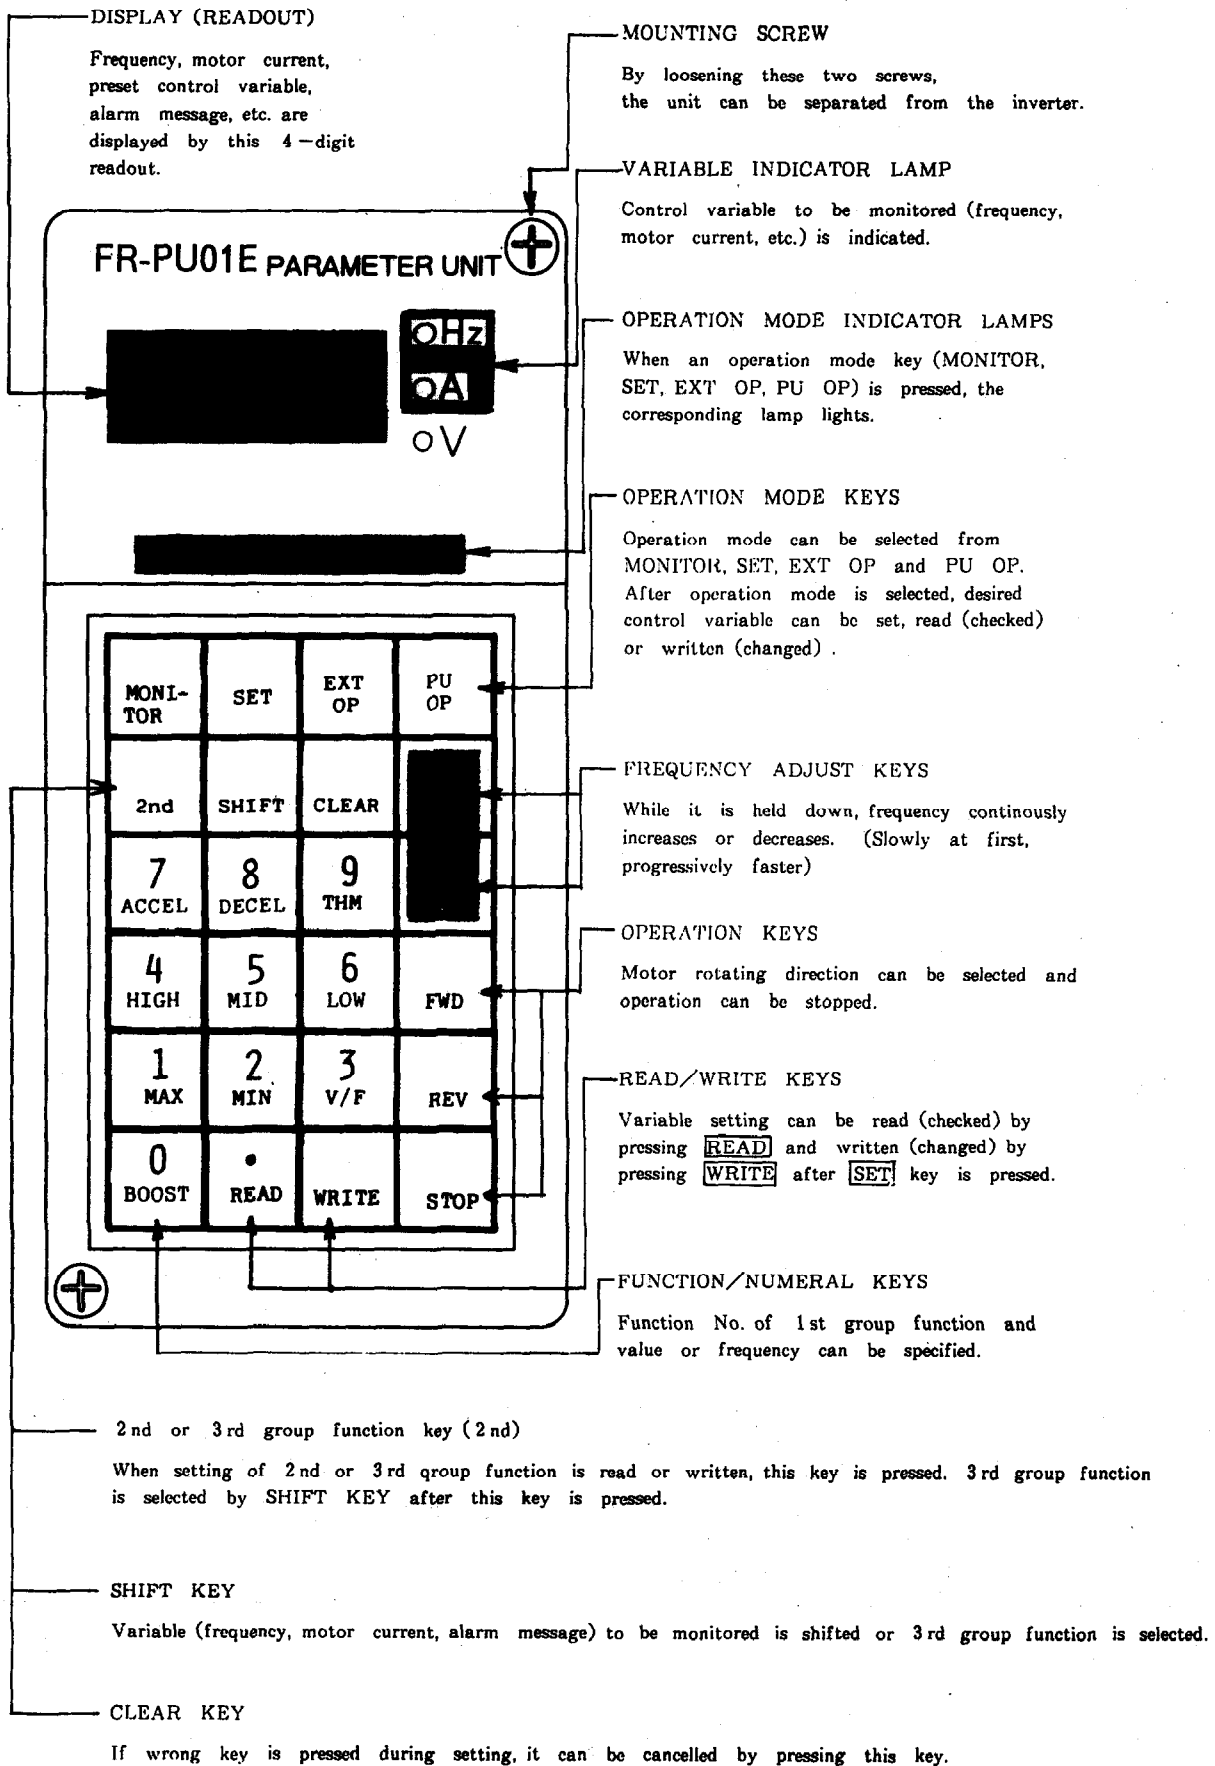 DISPLAY (READOUT)
Frequency, motor current,
preset control variable,
alarm message, etc. are
displayed by this 4-digit
readout.
MOUNTING SCREW
By loosening these two screws,
the unit can be separated from the inverter.
VARIABLE INDICATOR LAMP
Control variable to be monitored (frequency,
motor current, etc.) is indicated.
FR-PU01E PARAMETER UNIT
Hz
A
V
OPERATION MODE INDICATOR LAMPS
When an operation mode key (MONITOR,
SET, EXT OP, PU OP) is pressed, the
corresponding lamp lights.
OPERATION MODE KEYS
Operation mode can be selected from
MONITOR, SET, EXT OP and PU OP.
After operation mode is selected, desired
control variable can be set, read (checked)
or written (changed) .
MONI-
TOR
SET
EXT
OP
PU
OP
2nd
SHIFT
CLEAR
7
ACCEL
8
DECEL
9
THM
4
HIGH
5
MID
6
LOW
FWD
1
MAX
2
MIN
3
V/F
REV
0
BOOST
•
READ
WRITE
STOP
FREQUENCY ADJUST KEYS
While it is held down, frequency continously
increases or decreases. (Slowly at first,
progressively faster)
OPERATION KEYS
Motor rotating direction can be selected and
operation can be stopped.
READ/WRITE KEYS
Variable setting can be read (checked) by
pressing READ and written (changed) by
pressing WRITE after SET key is pressed.
FUNCTION/NUMERAL KEYS
Function No. of 1st group function and
value or frequency can be specified.
2nd or 3rd group function key (2nd)
When setting of 2nd or 3rd qroup function is read or written, this key is pressed. 3rd group function
is selected by SHIFT KEY after this key is pressed.
SHIFT KEY
Variable (frequency, motor current, alarm message) to be monitored is shifted or 3rd group function is selected.
CLEAR KEY
If wrong key is pressed during setting, it can be cancelled by pressing this key.